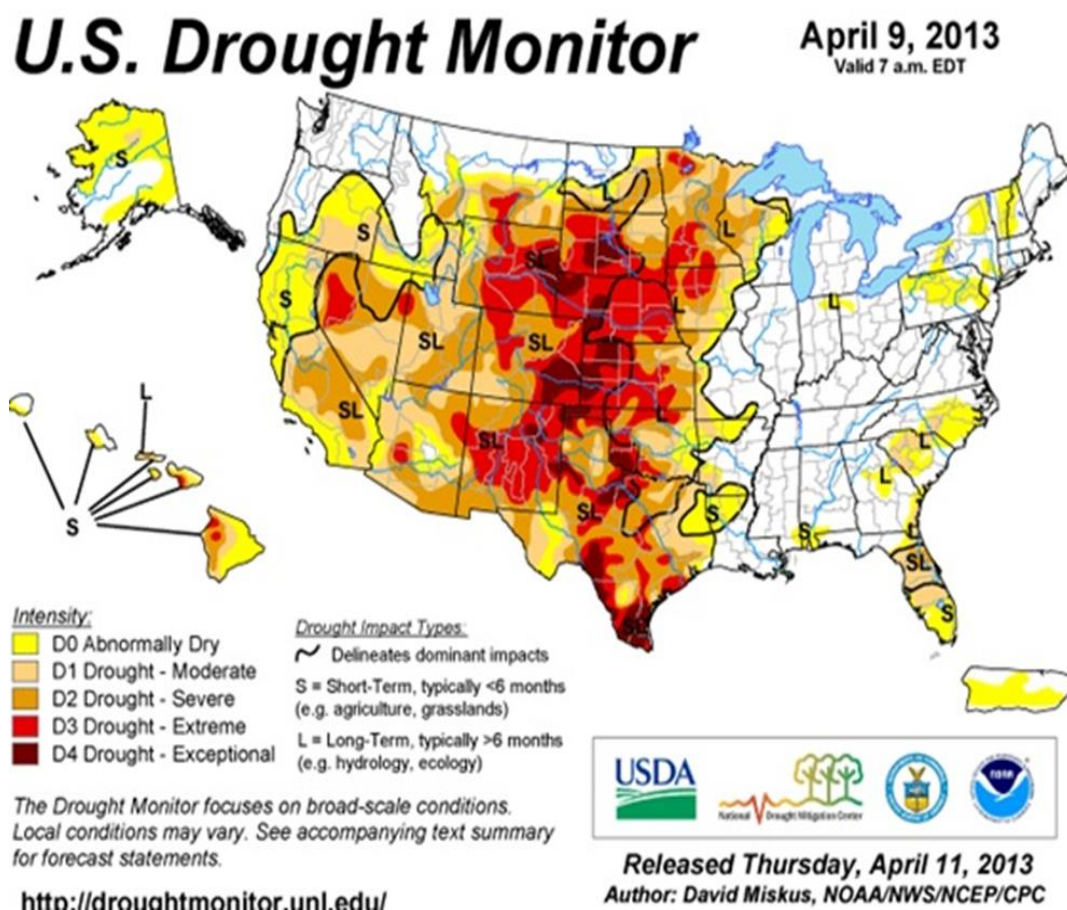 U.S. Drought Monitor
April 9, 2013
Valid 7 a.m. EDT
S
S
L
S
L
L
SL
S
L
SL
SL
SL
L
SL
L
L
SL
S
S
L
SL
S
L
S
Intensity:
D0 Abnormally Dry
D1 Drought - Moderate
D2 Drought - Severe
D3 Drought - Extreme
D4 Drought - Exceptional
Drought Impact Types:
Delineates dominant impacts
S = Short-Term, typically <6 months
(e.g. agriculture, grasslands)
L = Long-Term, typically >6 months
(e.g. hydrology, ecology)
The Drought Monitor focuses on broad-scale conditions.
Local conditions may vary. See accompanying text summary
for forecast statements.
http://droughtmonitor.unl.edu/
USDA
National Drought Mitigation Center
NOAA
Released Thursday, April 11, 2013
Author: David Miskus, NOAA/NWS/NCEP/CPC